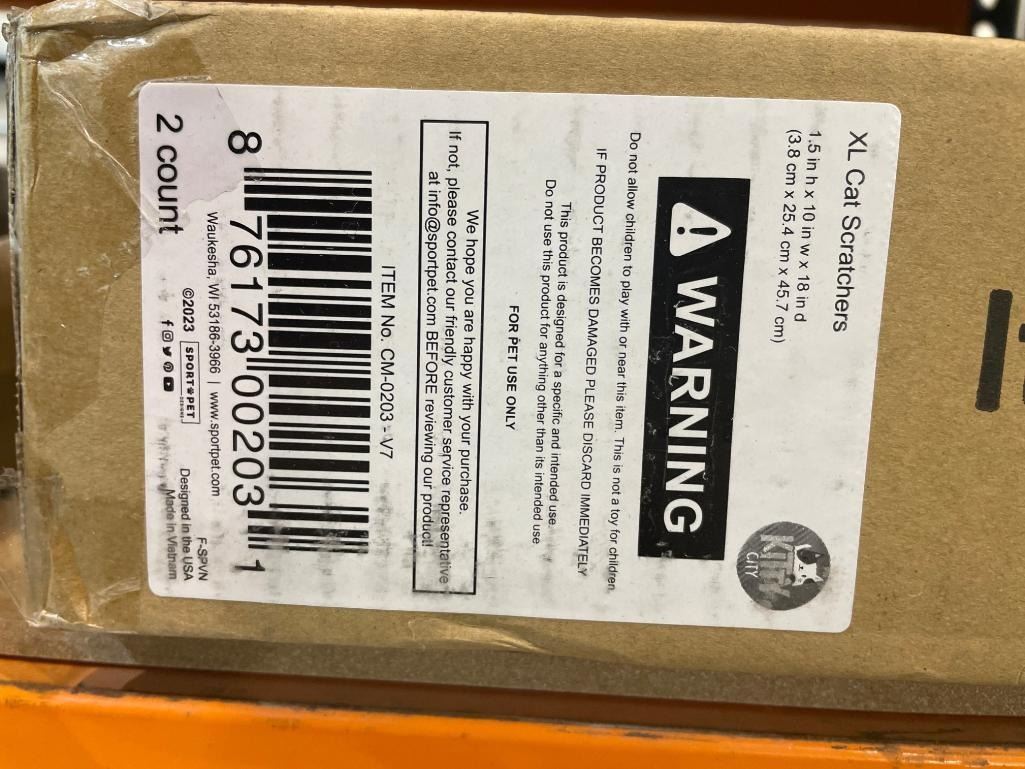 XL Cat Scratchers
1.5 in h x 10 in w x 18 in d
(3.8 cm x 25.4 cm x 45.7 cm)
KITTY
CITY
WARNING
Do not allow children to play with or near this item. This is not a toy for children.
IF PRODUCT BECOMES DAMAGED PLEASE DISCARD IMMEDIATELY
This product is designed for a specific and intended use.
Do not use this product for anything other than its intended use
FOR PET USE ONLY
We hope you are happy with your purchase.
If not, please contact our friendly customer service representative
at info@sportpet.com BEFORE reviewing our product!
ITEM No. CM-0203-V7
8 76173 00203 1
Waukesha, WI 53186-3966 | www.sportpet.com
F-SPVN
2 count
©2023 SPORT PET
DESIGNS
Designed in the USA
Made in Vietnam